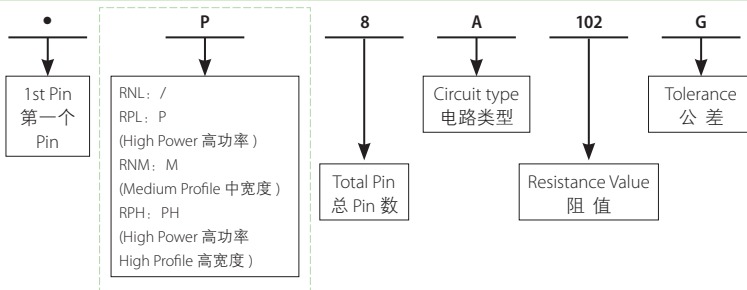 • P 8 A 102 G
1st Pin
第一个
Pin
RNL：/
RPL：P
(High Power 高功率 )
RNM：M
(Medium Profile 中宽度 )
RPH：PH
(High Power 高功率
High Profile 高宽度 )
Total Pin
总 Pin 数
Circuit type
电路类型
Resistance Value
阻 值
Tolerance
公 差